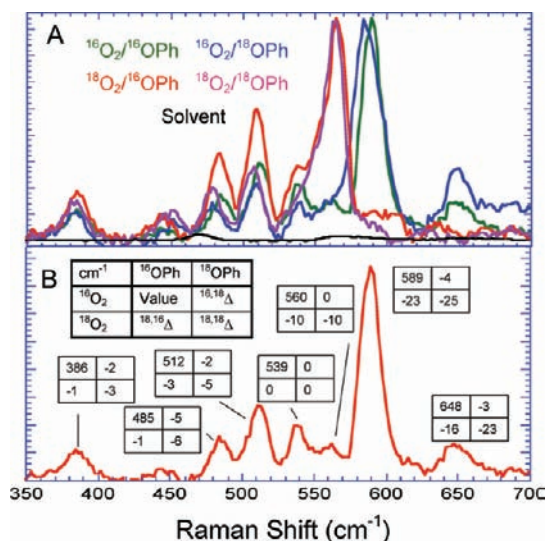 A
¹⁶O₂/¹⁶OPh ¹⁶O₂/¹⁸OPh
¹⁸O₂/¹⁶OPh ¹⁸O₂/¹⁸OPh
Solvent
B
cm⁻¹ ¹⁶OPh ¹⁸OPh
¹⁶O₂ Value ¹⁶,¹⁸Δ
¹⁸O₂ ¹⁸,¹⁶Δ ¹⁸,¹⁸Δ
386 -2
-1 -3
485 -5
-1 -6
512 -2
-3 -5
539 0
0 0
560 0
-10 -10
589 -4
-23 -25
648 -3
-16 -23
350 400 450 500 550 600 650 700
Raman Shift (cm⁻¹)